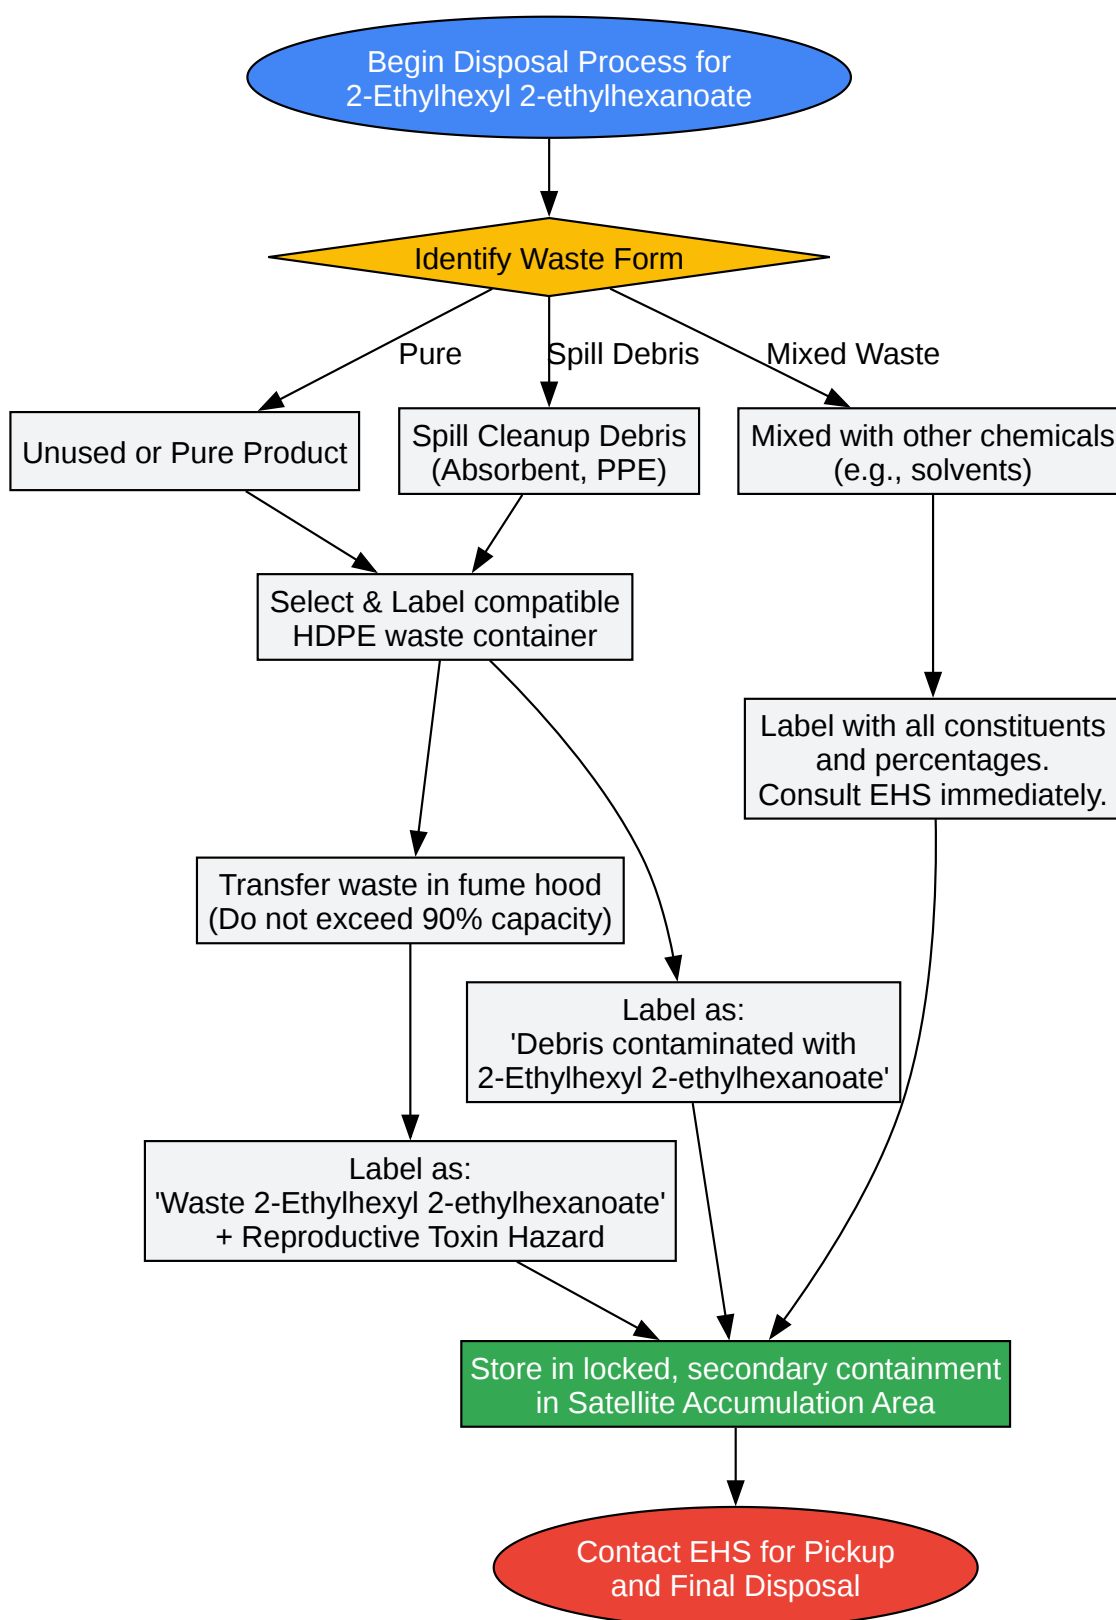 Begin Disposal Process for
2-Ethylhexyl 2-ethylhexanoate
Identify Waste Form
Pure
Spill Debris
Mixed Waste
Unused or Pure Product
Spill Cleanup Debris
(Absorbent, PPE)
Mixed with other chemicals
(e.g., solvents)
Select & Label compatible
HDPE waste container
Label with all constituents
and percentages.
Consult EHS immediately.
Transfer waste in fume hood
(Do not exceed 90% capacity)
Label as:
'Debris contaminated with
2-Ethylhexyl 2-ethylhexanoate'
Label as:
'Waste 2-Ethylhexyl 2-ethylhexanoate'
+ Reproductive Toxin Hazard
Store in locked, secondary containment
in Satellite Accumulation Area
Contact EHS for Pickup
and Final Disposal